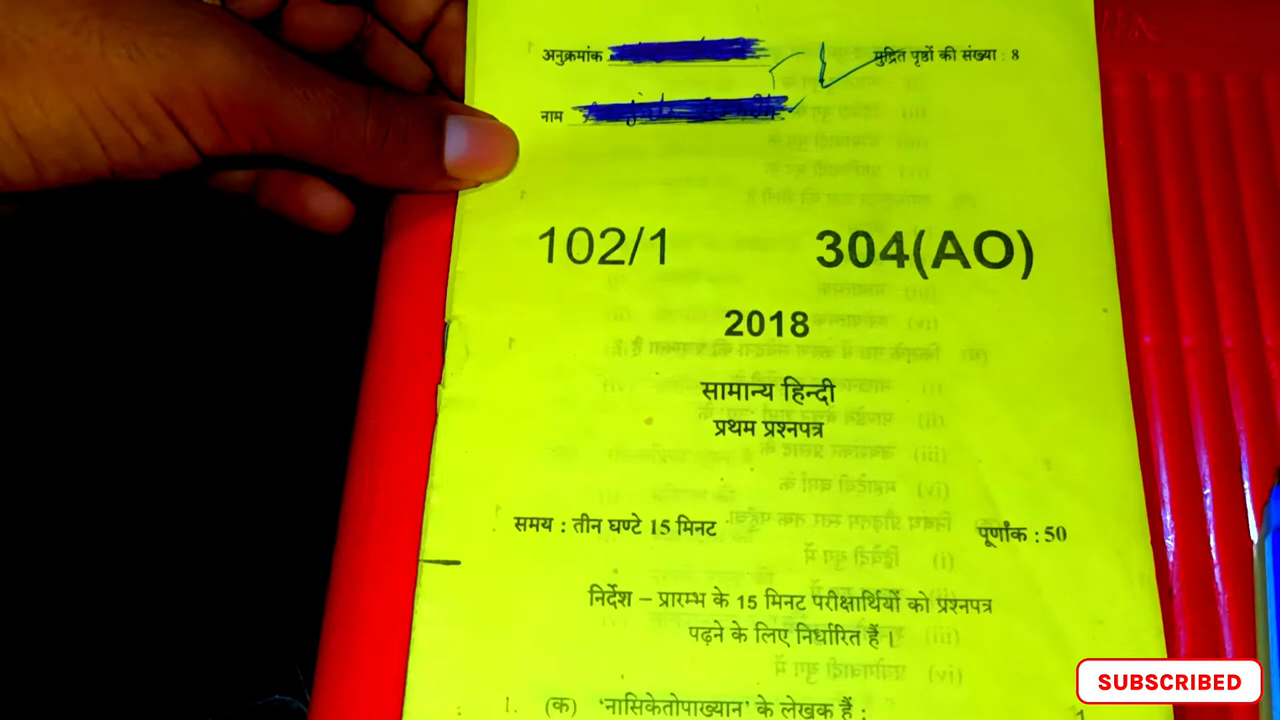 अनुक्रमांक
मुद्रित पृष्ठों की संख्या : 8
नाम
102/1 304(AO)
2018
सामान्य हिन्दी
प्रथम प्रश्नपत्र
समय : तीन घण्टे 15 मिनट
पूर्णांक : 50
निर्देश – प्रारम्भ के 15 मिनट परीक्षार्थियों को प्रश्नपत्र
पढ़ने के लिए निर्धारित हैं ।
1. (क) 'नासिकेतोपाख्यान' के लेखक हैं : 1
SUBSCRIBED